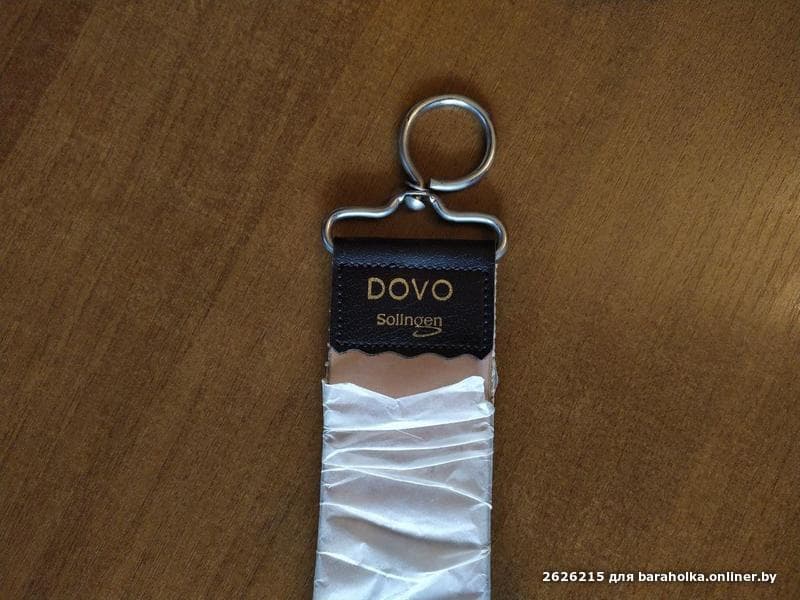 DOVO
Solingen
2626215 для baraholka.onliner.by